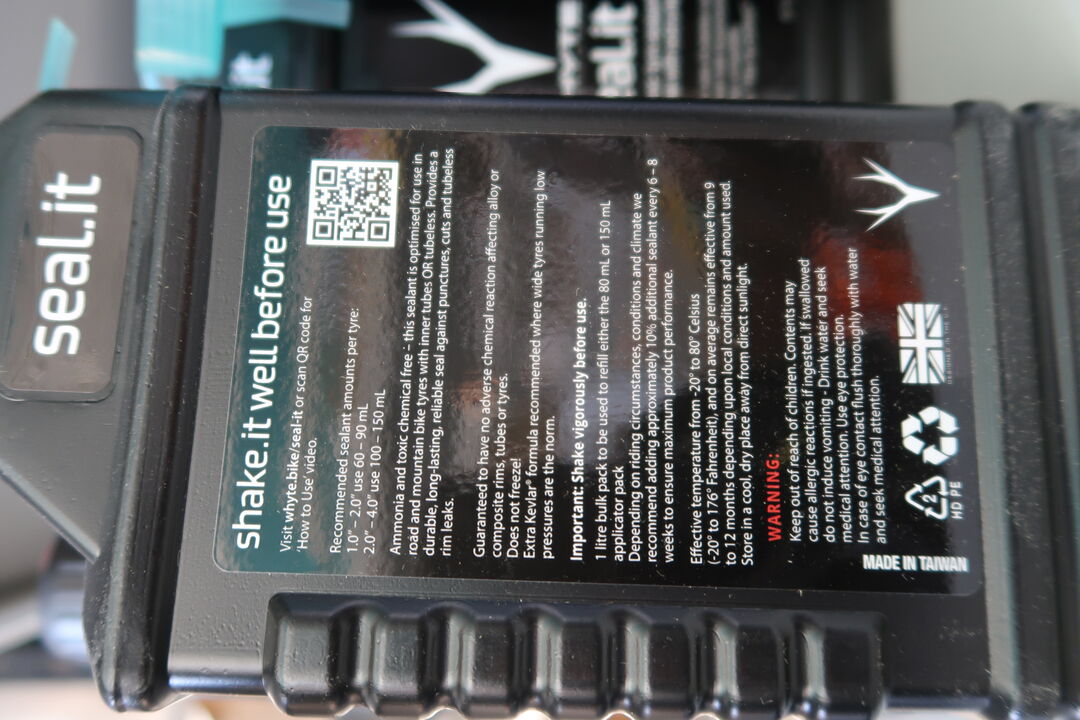 seal.it
shake.it well before use
Visit whyte.bike/seal-it or scan QR code for
'How to Use' video.
Recommended sealant amounts per tyre:
1.0” – 2.0” use 60 – 90 mL
2.0” – 4.0” use 100 – 150 mL
Ammonia and toxic chemical free – this sealant is optimised for use in
road and mountain bike tyres with inner tubes OR tubeless. Provides a
durable, long-lasting, reliable seal against punctures, cuts and tubeless
rim leaks.
Guaranteed to have no adverse chemical reaction affecting alloy or
composite rims, tubes or tyres.
Does not freeze!
Extra Kevlar® formula recommended where wide tyres running low
pressures are the norm.
Important: Shake vigorously before use.
1 litre bulk pack to be used to refill either the 80 mL or 150 mL
applicator pack
Depending on riding circumstances, conditions and climate we
recommend adding approximately 10% additional sealant every 6 – 8
weeks to ensure maximum product performance.
Effective temperature from -20° to 80° Celsius
(-20° to 176° Fahrenheit), and on average remains effective from 9
to 12 months depending upon local conditions and amount used.
Store in a cool, dry place away from direct sunlight.
WARNING:
Keep out of reach of children. Contents may
cause allergic reactions if ingested. If swallowed
do not induce vomiting - Drink water and seek
medical attention. Use eye protection.
In case of eye contact flush thoroughly with water
and seek medical attention.
2
HD PE
DESIGNED IN THE U.K
MADE IN TAIWAN
seal.it